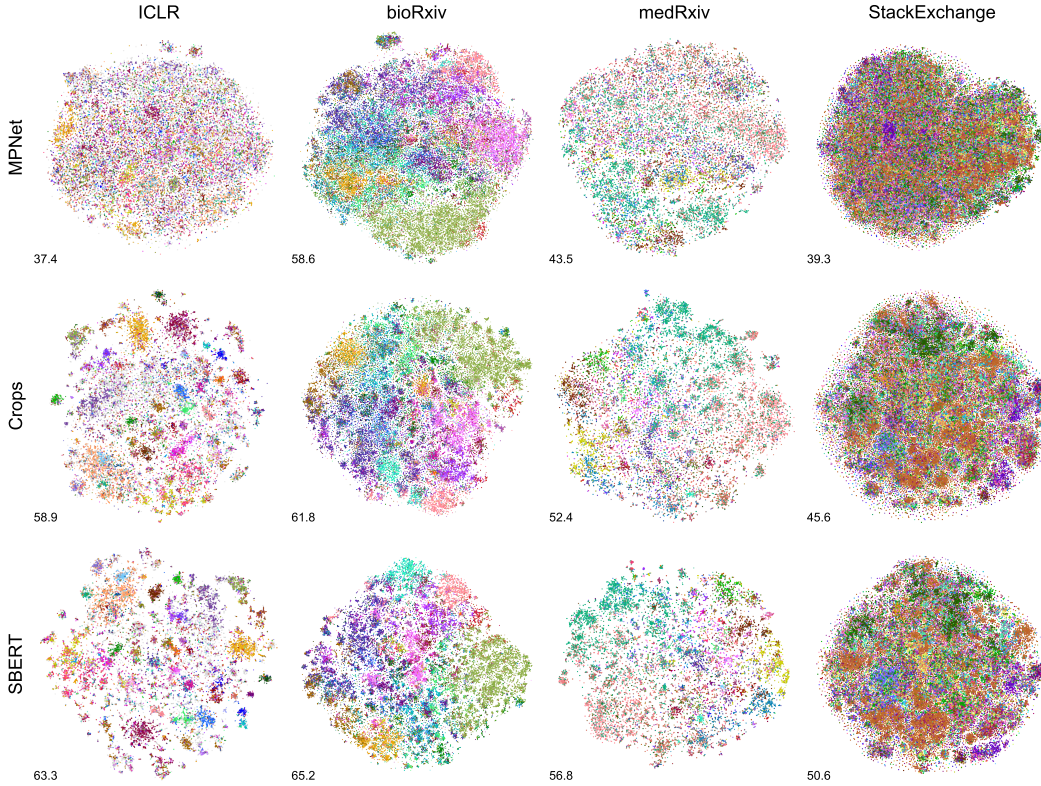 ICLR bioRxiv medRxiv StackExchange
MPNet
37.4 58.6 43.5 39.3
Crops
58.9 61.8 52.4 45.6
SBERT
63.3 65.2 56.8 50.6